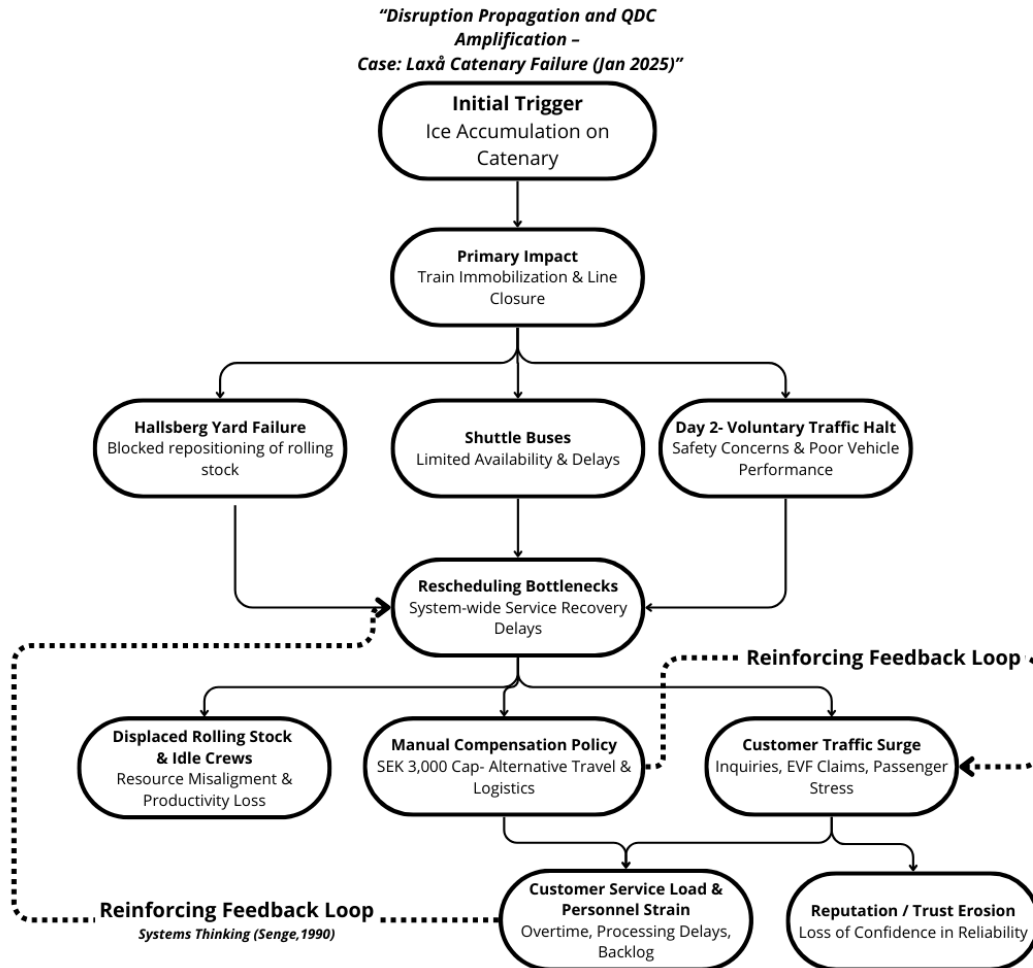 “Disruption Propagation and QDC
Amplification –
Case: Laxå Catenary Failure (Jan 2025)”
Initial Trigger
Ice Accumulation on
Catenary
Primary Impact
Train Immobilization & Line
Closure
Hallsberg Yard Failure
Blocked repositioning of rolling
stock
Shuttle Buses
Limited Availability & Delays
Day 2- Voluntary Traffic Halt
Safety Concerns & Poor Vehicle
Performance
Rescheduling Bottlenecks
System-wide Service Recovery
Delays
Reinforcing Feedback Loop
Displaced Rolling Stock
& Idle Crews
Resource Misaligment &
Productivity Loss
Manual Compensation Policy
SEK 3,000 Cap- Alternative Travel &
Logistics
Customer Traffic Surge
Inquiries, EVF Claims, Passenger
Stress
Reinforcing Feedback Loop
Systems Thinking (Senge,1990)
Customer Service Load &
Personnel Strain
Overtime, Processing Delays,
Backlog
Reputation / Trust Erosion
Loss of Confidence in Reliability